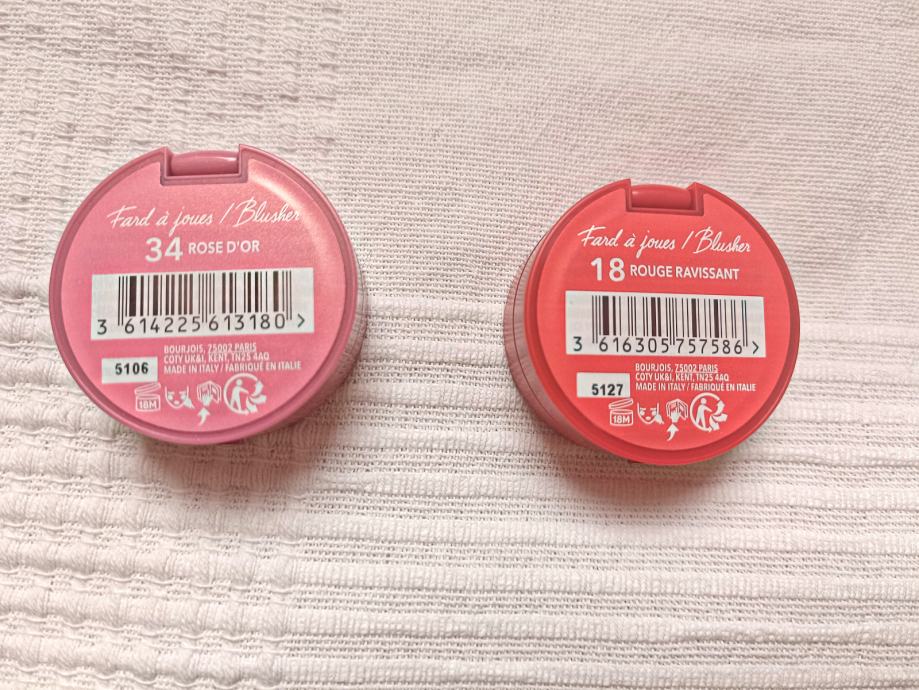 Fard à joues / Blusher
34 ROSE D'OR
3 614225 613180 >
BOURJOIS, 75002 PARIS
COTY UK&I, KENT, TN25 4AQ
MADE IN ITALY / FABRIQUÉ EN ITALIE
5106
18M
Fard à joues / Blusher
18 ROUGE RAVISSANT
3 616305 757586 >
BOURJOIS, 75002 PARIS
COTY UK&I, KENT, TN25 4AQ
MADE IN ITALY / FABRIQUÉ EN ITALIE
5127
18M